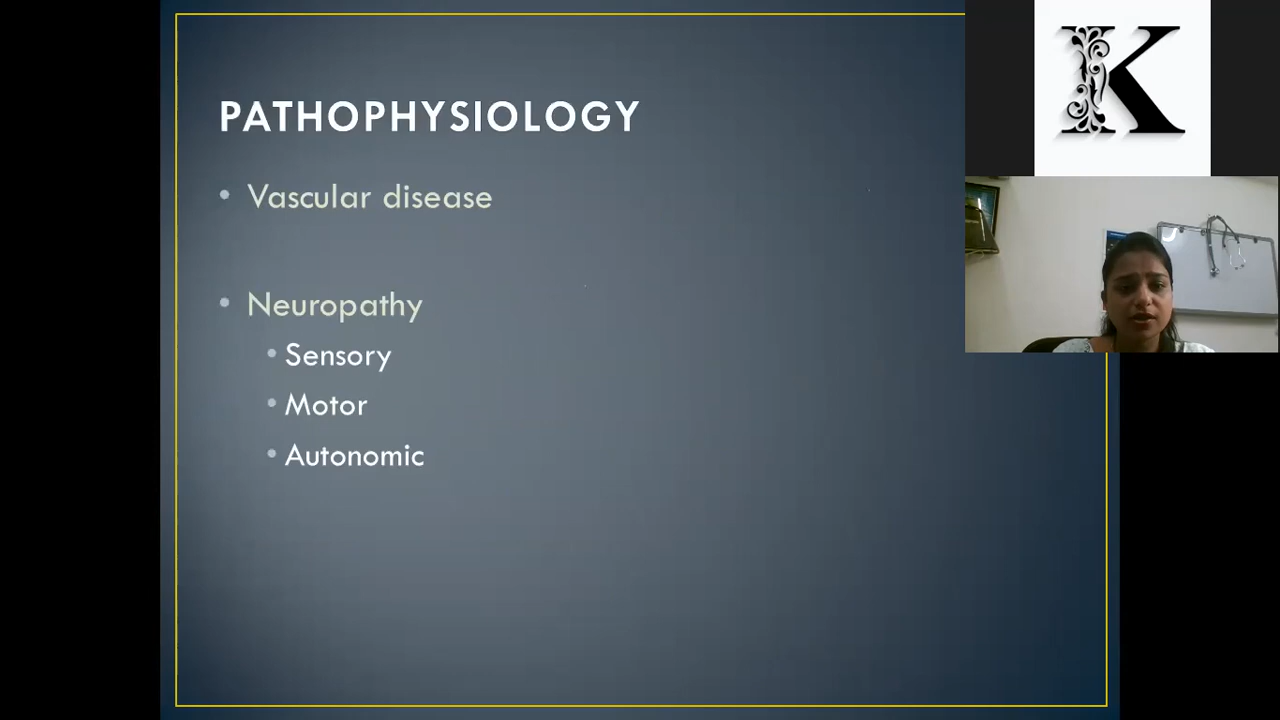 PATHOPHYSIOLOGY
• Vascular disease
• Neuropathy
• Sensory
• Motor
• Autonomic
K